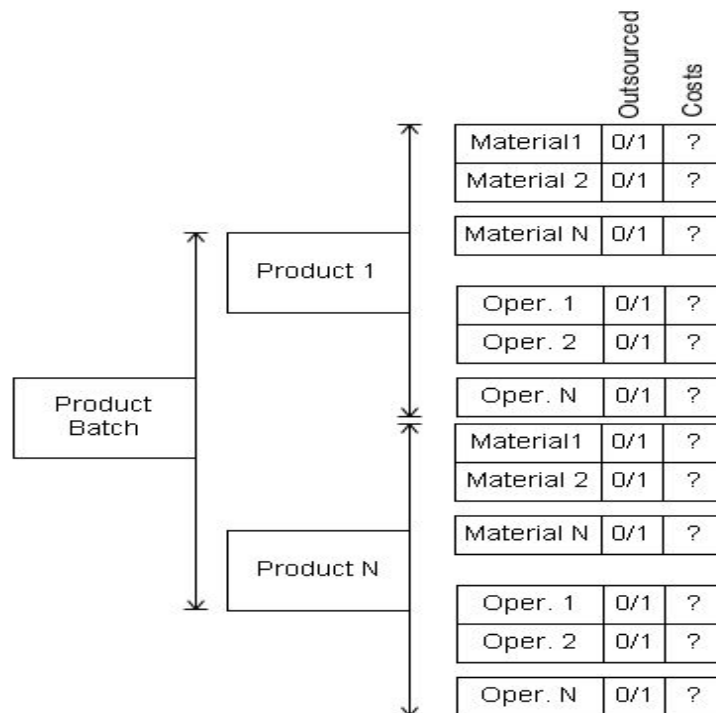 Outsourced
Costs
Material1 0/1 ?
Material 2 0/1 ?
Material N 0/1 ?
Product 1
Oper. 1 0/1 ?
Oper. 2 0/1 ?
Oper. N 0/1 ?
Product
Batch
Material1 0/1 ?
Material 2 0/1 ?
Material N 0/1 ?
Product N
Oper. 1 0/1 ?
Oper. 2 0/1 ?
Oper. N 0/1 ?